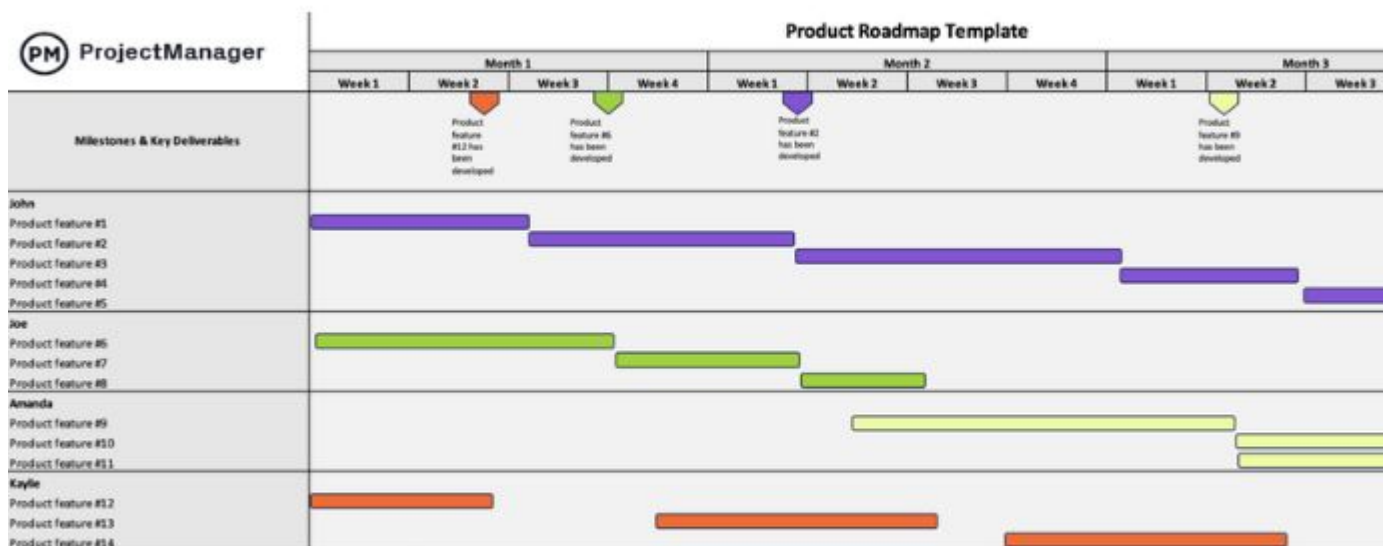 PM ProjectManager
Product Roadmap Template
Month 1 Month 2 Month 3
Week 1 Week 2 Week 3 Week 4 Week 1 Week 2 Week 3 Week 4 Week 1 Week 2 Week 3
Milestones & Key Deliverables
Product
feature
#12 has
been
developed
Product
feature #6
has been
developed
Product
feature #2
has been
developed
Product
feature #9
has been
developed
John
Product feature #1
Product feature #2
Product feature #3
Product feature #4
Product feature #5
Joe
Product feature #6
Product feature #7
Product feature #8
Amanda
Product feature #9
Product feature #10
Product feature #11
Kaylie
Product feature #12
Product feature #13
Product feature #14